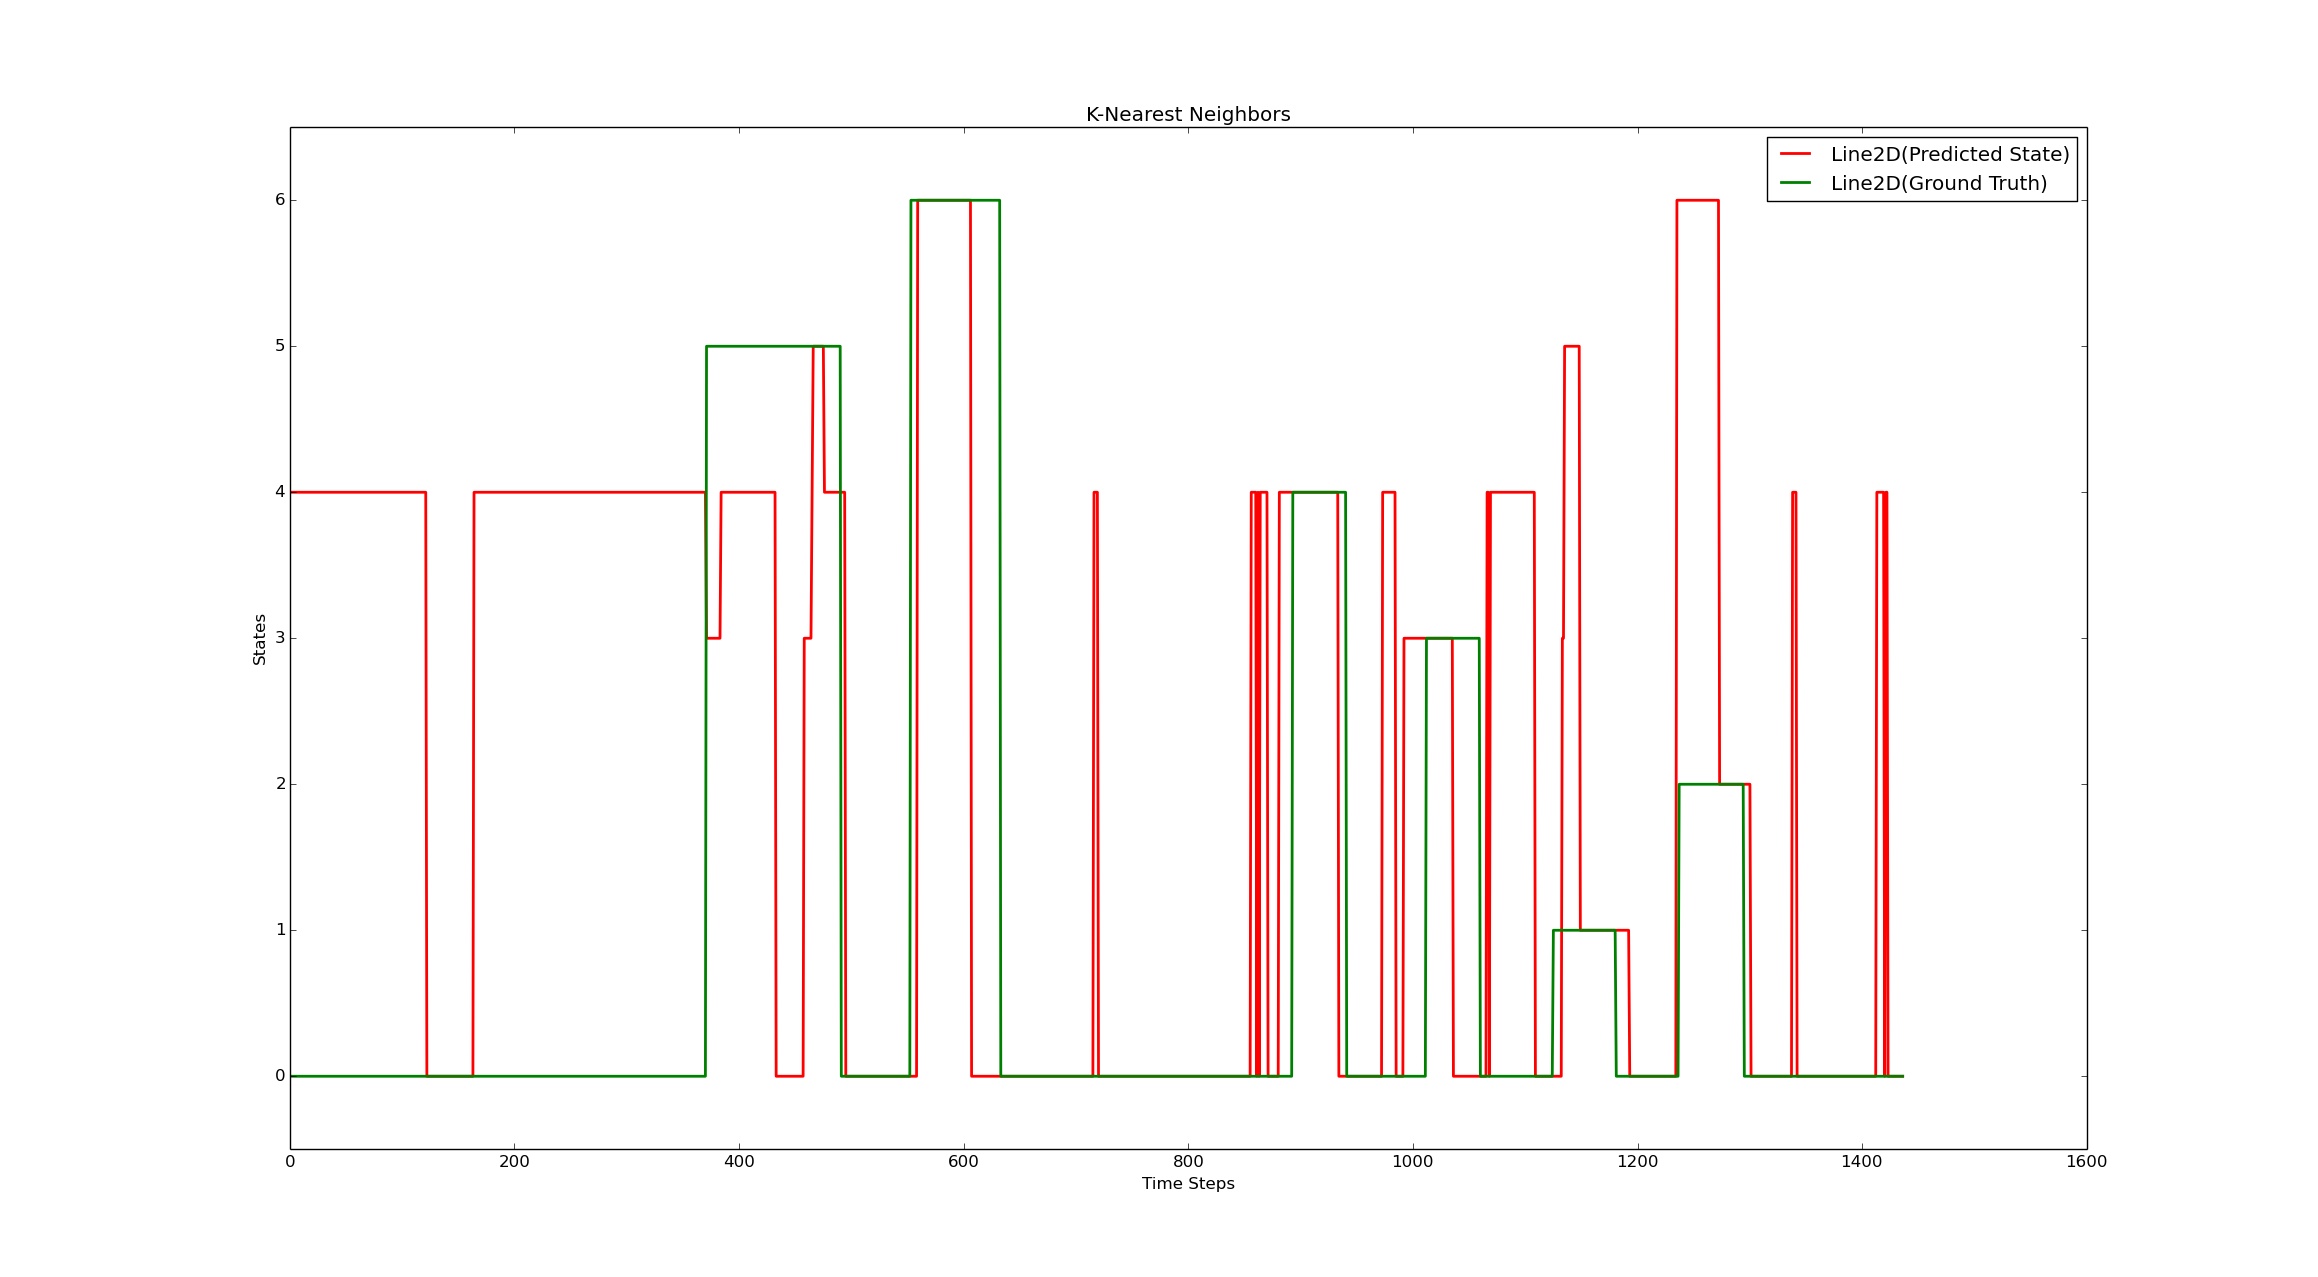 K-Nearest Neighbors
Line2D(Predicted State)
Line2D(Ground Truth)
6
5
4
3
2
1
0
States
0 200 400 600 800 1000 1200 1400 1600
Time Steps